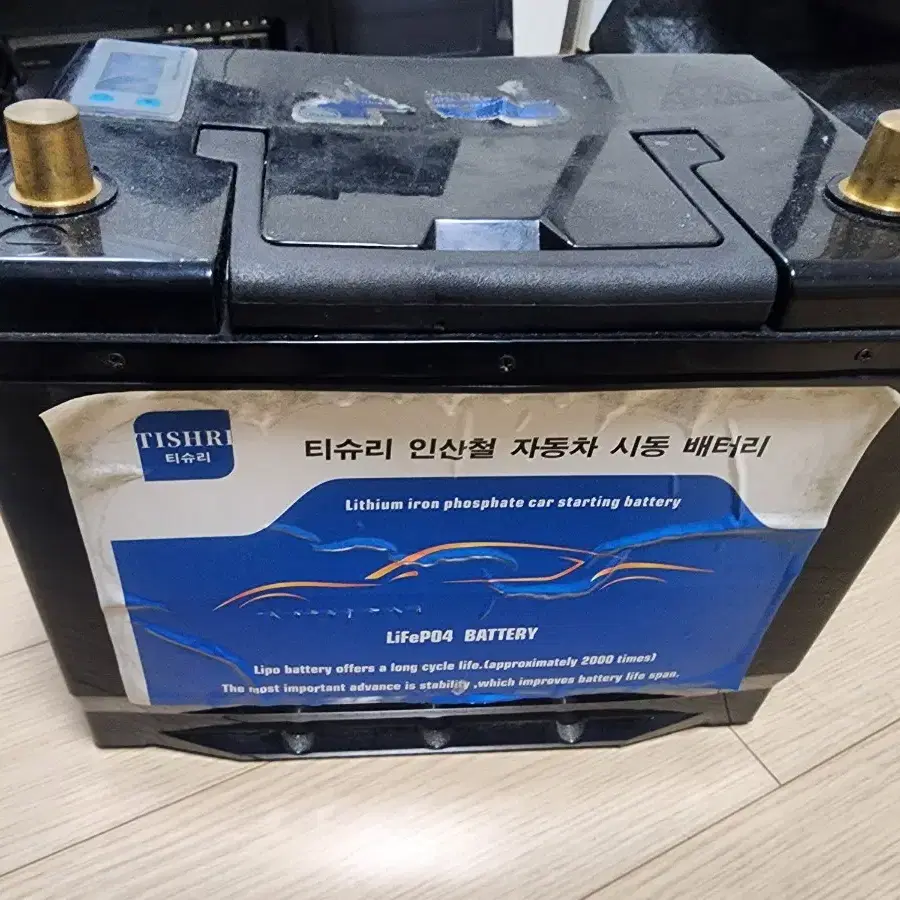 TISHRI
티슈리
티슈리 인산철 자동차 시동 배터리
Lithium iron phosphate car starting battery
LiFePO4 BATTERY
Lipo battery offers a long cycle life.(approximately 2000 times)
The most important advance is stability ,which improves battery life span.